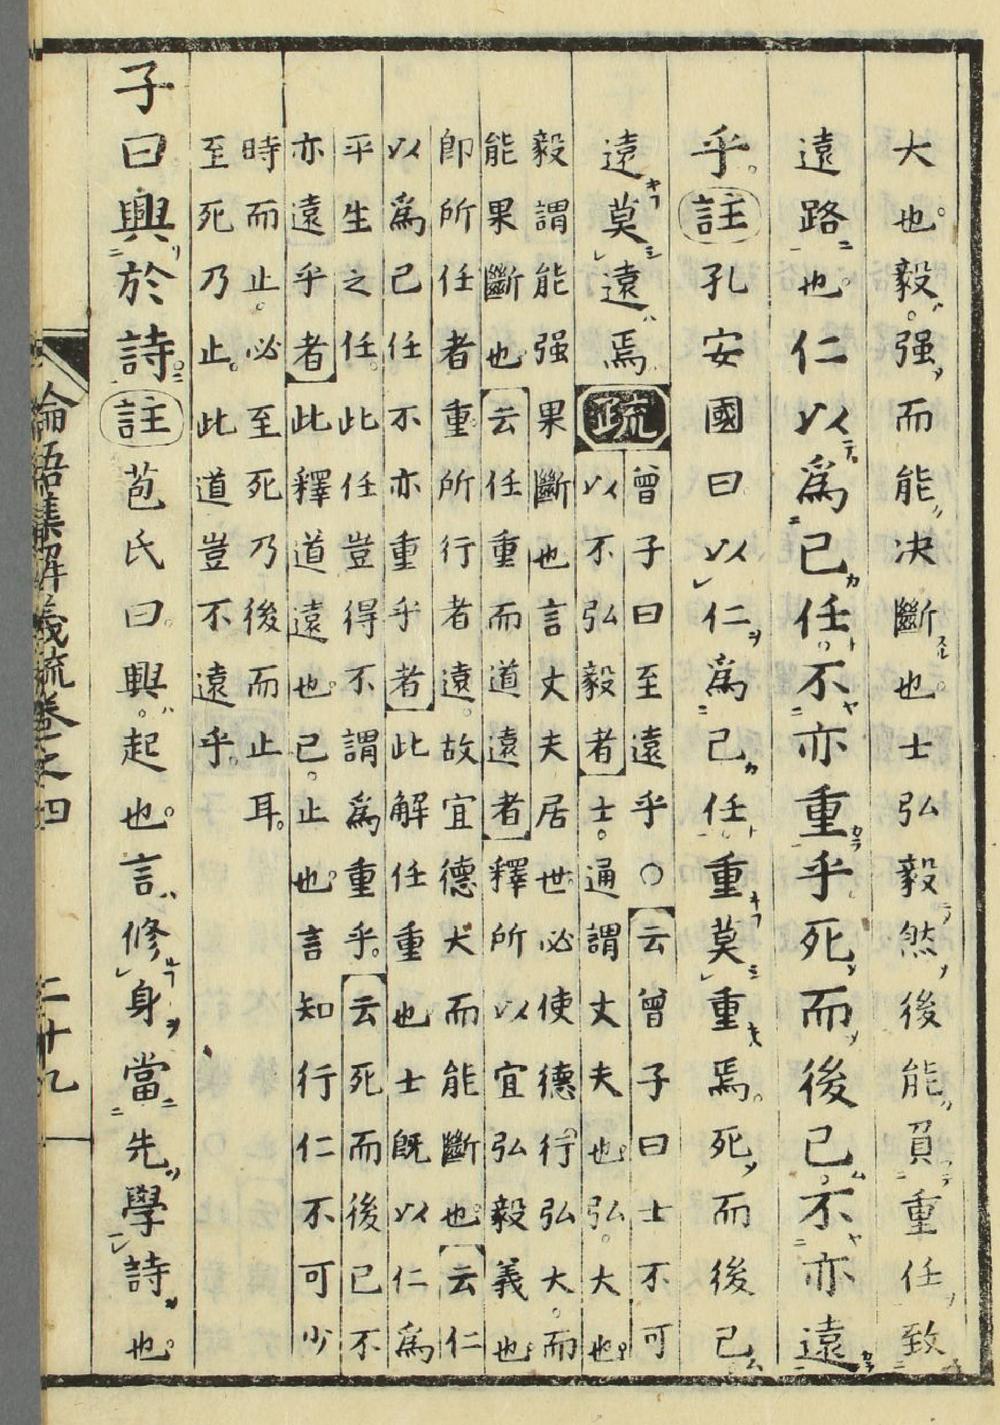 大也毅强而能决斷也士弘毅然後能負重任致
遠路也仁以爲己任不亦重乎死而後已不亦遠
乎註孔安國曰以仁爲己任重莫重焉死而後已
遠莫遠焉疏
曾子曰至遠乎○云曾子曰士不可
以不弘毅者士通謂丈夫也弘大也
毅謂能强果斷也言丈夫居世必使德行弘大而
能果斷也云任重而道遠者釋所以宜弘毅義也
卽所任者重所行者遠故宜德大而能斷也云仁
以爲己任不亦重乎者此解任重也士既以仁爲
平生之任此任豈得不謂爲重乎云死而後已不
亦遠乎者此釋道遠也已止也言知行仁不可少
時而止必至死乃後而止耳
至死乃止此道豈不遠乎
子曰興於詩註苞氏曰興起也言修身當先學詩也
論語集解義疏卷之四 二十九